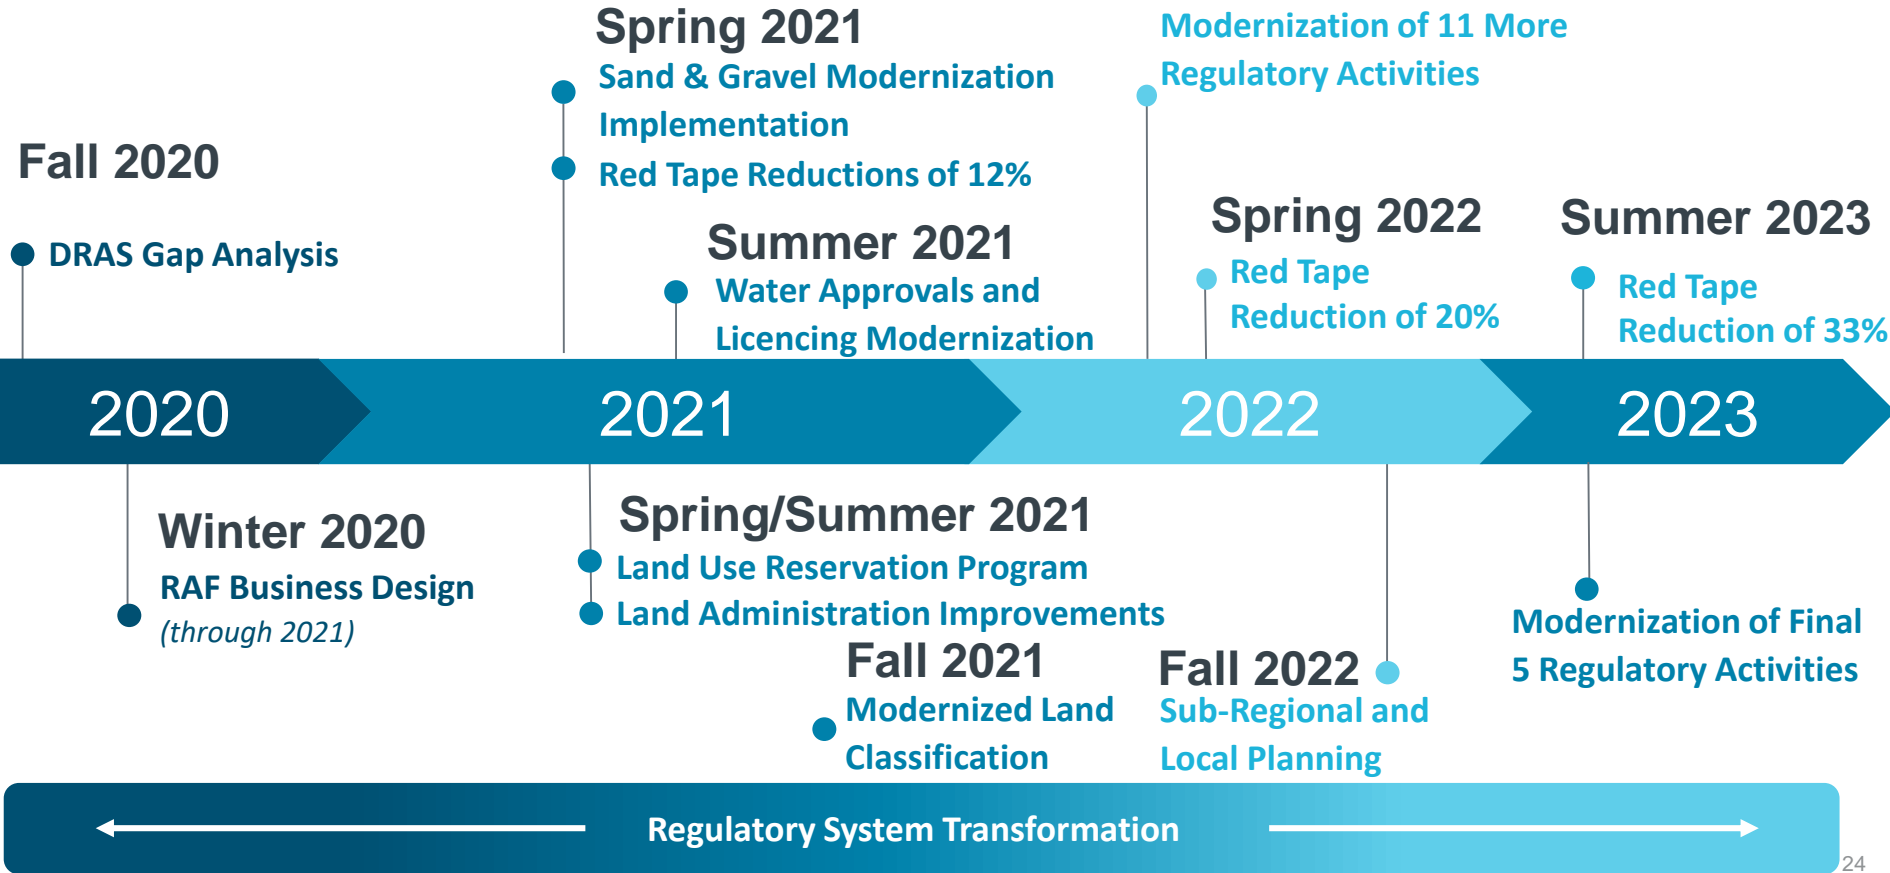 Fall 2020
DRAS Gap Analysis
Spring 2021
Sand & Gravel Modernization
Implementation
Red Tape Reductions of 12%
Summer 2021
Water Approvals and
Licencing Modernization
Modernization of 11 More
Regulatory Activities
Spring 2022
Red Tape
Reduction of 20%
Summer 2023
Red Tape
Reduction of 33%
2020
2021
2022
2023
Winter 2020
RAF Business Design
(through 2021)
Spring/Summer 2021
Land Use Reservation Program
Land Administration Improvements
Fall 2021
Modernized Land
Classification
Fall 2022
Sub-Regional and
Local Planning
Modernization of Final
5 Regulatory Activities
Regulatory System Transformation
24